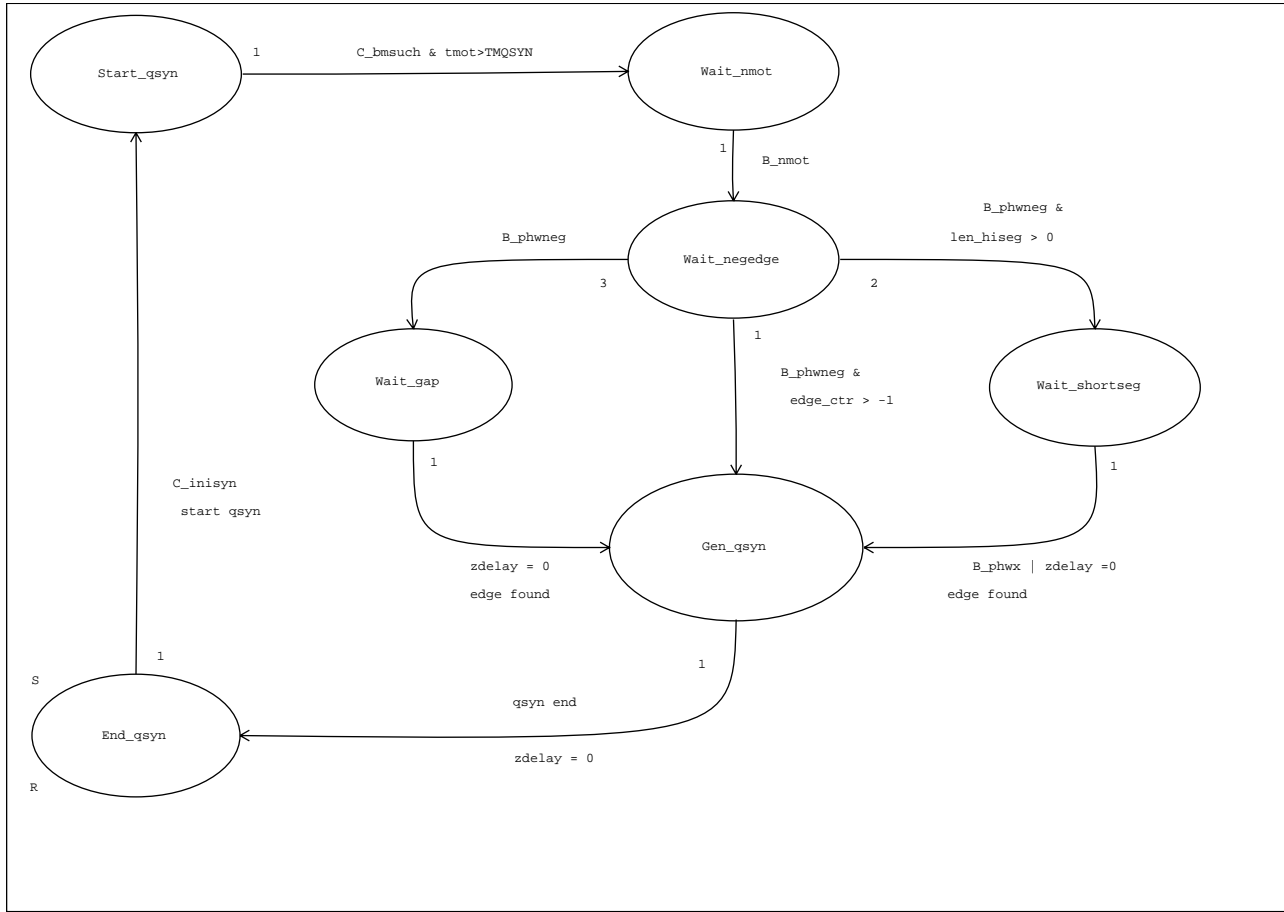 1
C_bmsuch & tmot>TMQSYN
Start_qsyn
Wait_nmot
1
B_nmot
B_phwneg &
len_hiseg > 0
B_phwneg
Wait_negedge
3
2
1
B_phwneg &
edge_ctr > -1
Wait_gap
Wait_shortseg
1
1
C_inisyn
start qsyn
Gen_qsyn
zdelay = 0
edge found
B_phwx | zdelay =0
edge found
1
1
S
qsyn end
End_qsyn
zdelay = 0
R